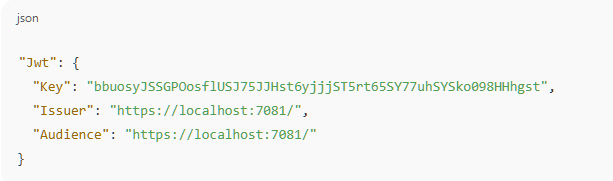 json
"Jwt": {
"Key": "bbuosyJSSGPOosflUSJ75JJHst6yjjjST5rt65SY77uhSYSko098HHhgst",
"Issuer": "https://localhost:7081/",
"Audience": "https://localhost:7081/"
}